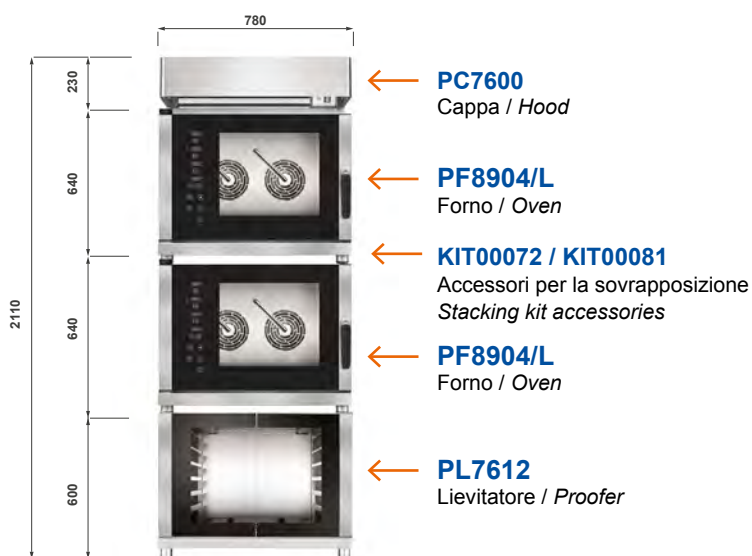 780
230
PC7600
Cappa / Hood
640
PF8904/L
Forno / Oven
KIT00072 / KIT00081
Accessori per la sovrapposizione
Stacking kit accessories
2110
640
PF8904/L
Forno / Oven
600
PL7612
Lievitatore / Proofer